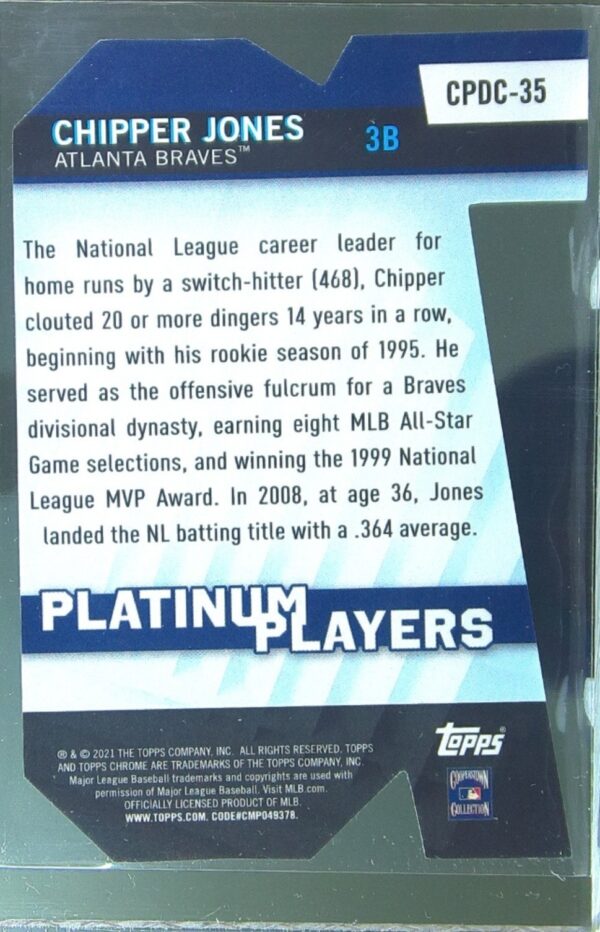 CPDC-35
CHIPPER JONES
3B
ATLANTA BRAVES™
The National League career leader for
home runs by a switch-hitter (468), Chipper
clouted 20 or more dingers 14 years in a row,
beginning with his rookie season of 1995. He
served as the offensive fulcrum for a Braves
divisional dynasty, earning eight MLB All-Star
Game selections, and winning the 1999 National
League MVP Award. In 2008, at age 36, Jones
landed the NL batting title with a .364 average.
PLATINUM
PLAYERS
® & © 2021 THE TOPPS COMPANY, INC. ALL RIGHTS RESERVED. TOPPS
AND TOPPS CHROME ARE TRADEMARKS OF THE TOPPS COMPANY, INC.
Major League Baseball trademarks and copyrights are used with
permission of Major League Baseball. Visit MLB.com.
OFFICIALLY LICENSED PRODUCT OF MLB.
WWW.TOPPS.COM. CODE#CMP049378.
topps®
COOPERSTOWN
COLLECTION